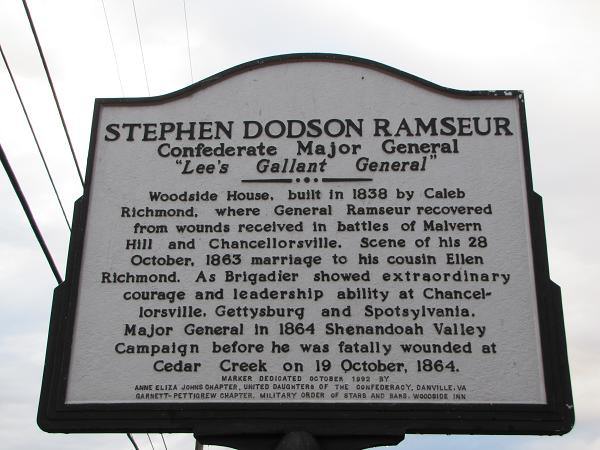 STEPHEN DODSON RAMSEUR
Confederate Major General
"Lee's Gallant General"
Woodside House, built in 1838 by Caleb
Richmond, where General Ramseur recovered
from wounds received in battles of Malvern
Hill and Chancellorsville. Scene of his 28
October, 1863 marriage to his cousin Ellen
Richmond. As Brigadier showed extraordinary
courage and leadership ability at Chancel-
lorsville, Gettysburg and Spotsylvania.
Major General in 1864 Shenandoah Valley
Campaign before he was fatally wounded at
Cedar Creek on 19 October, 1864.
MARKER DEDICATED OCTOBER 1992 BY
ANNE ELIZA JOHNS CHAPTER, UNITED DAUGHTERS OF THE CONFEDERACY, DANVILLE, VA
GARNETT-PETTIGREW CHAPTER, MILITARY ORDER OF STARS AND BARS, WOODSIDE INN